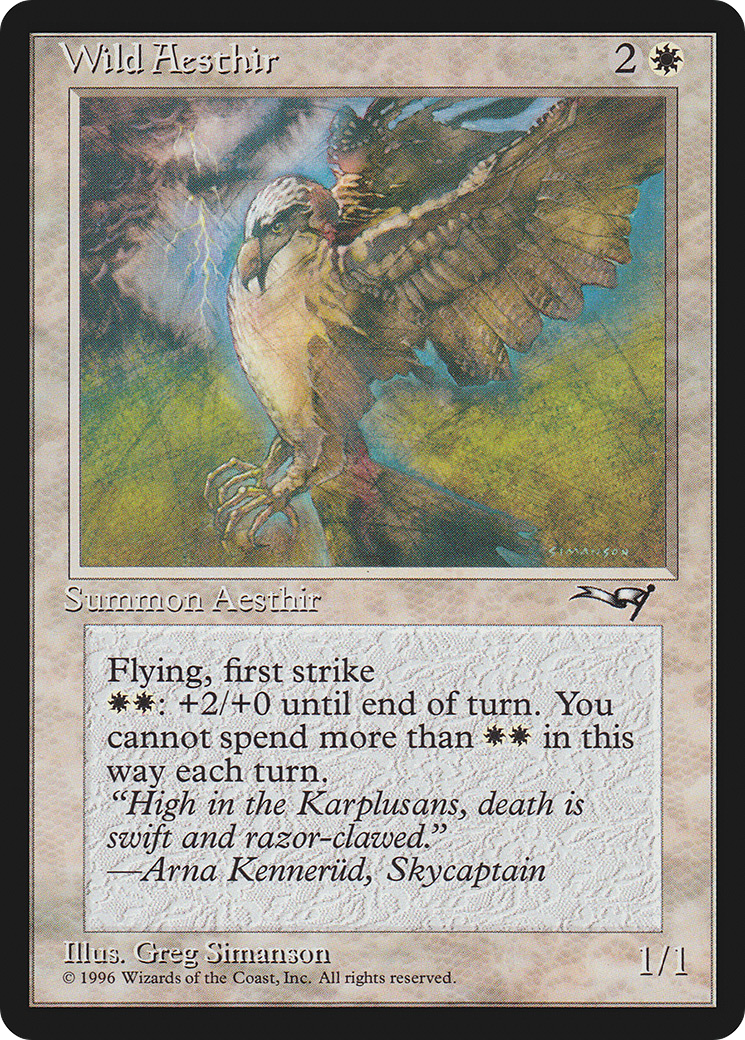 Wild Aesthir 2
SIMANSON
Summon Aesthir
Flying, first strike
: +2/+0 until end of turn. You
cannot spend more than in this
way each turn.
“High in the Karplusans, death is
swift and razor-clawed.”
—Arna Kennerüd, Skycaptain
Illus. Greg Simanson 1/1
© 1996 Wizards of the Coast, Inc. All rights reserved.